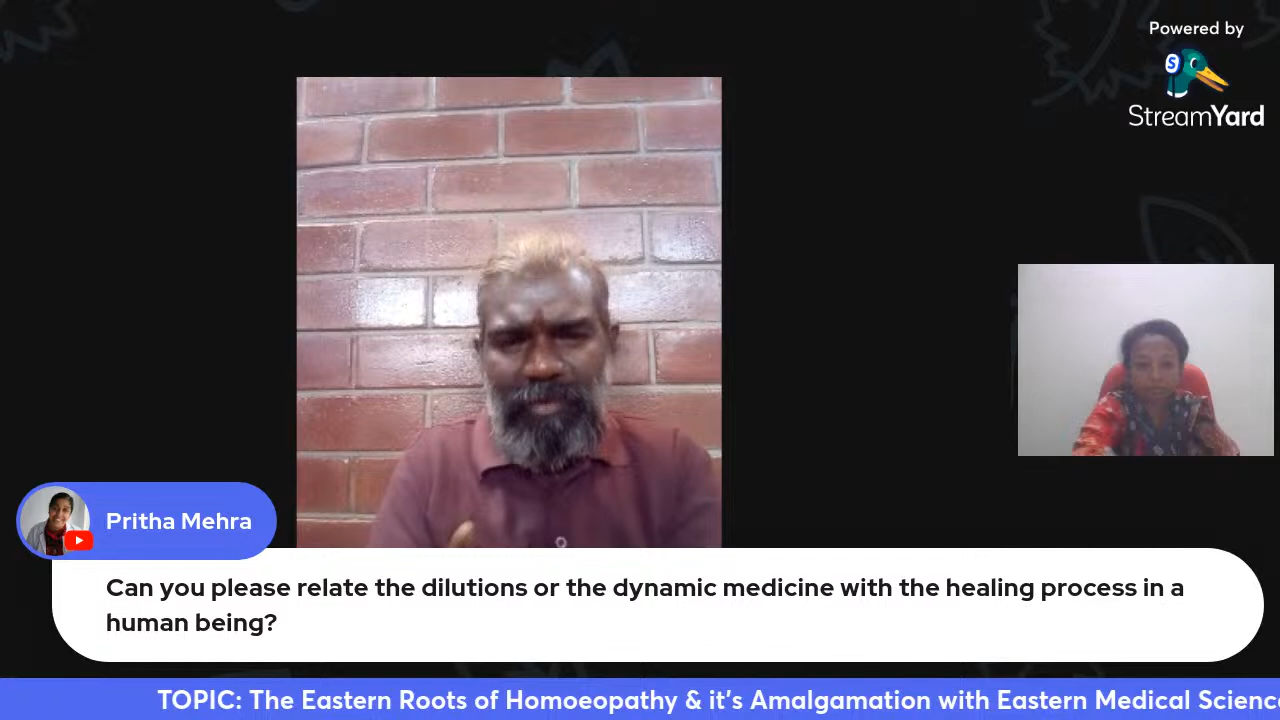 Powered by
S
StreamYard
Pritha Mehra
Can you please relate the dilutions or the dynamic medicine with the healing process in a
human being?
TOPIC: The Eastern Roots of Homoeopathy & it's Amalgamation with Eastern Medical Scienc